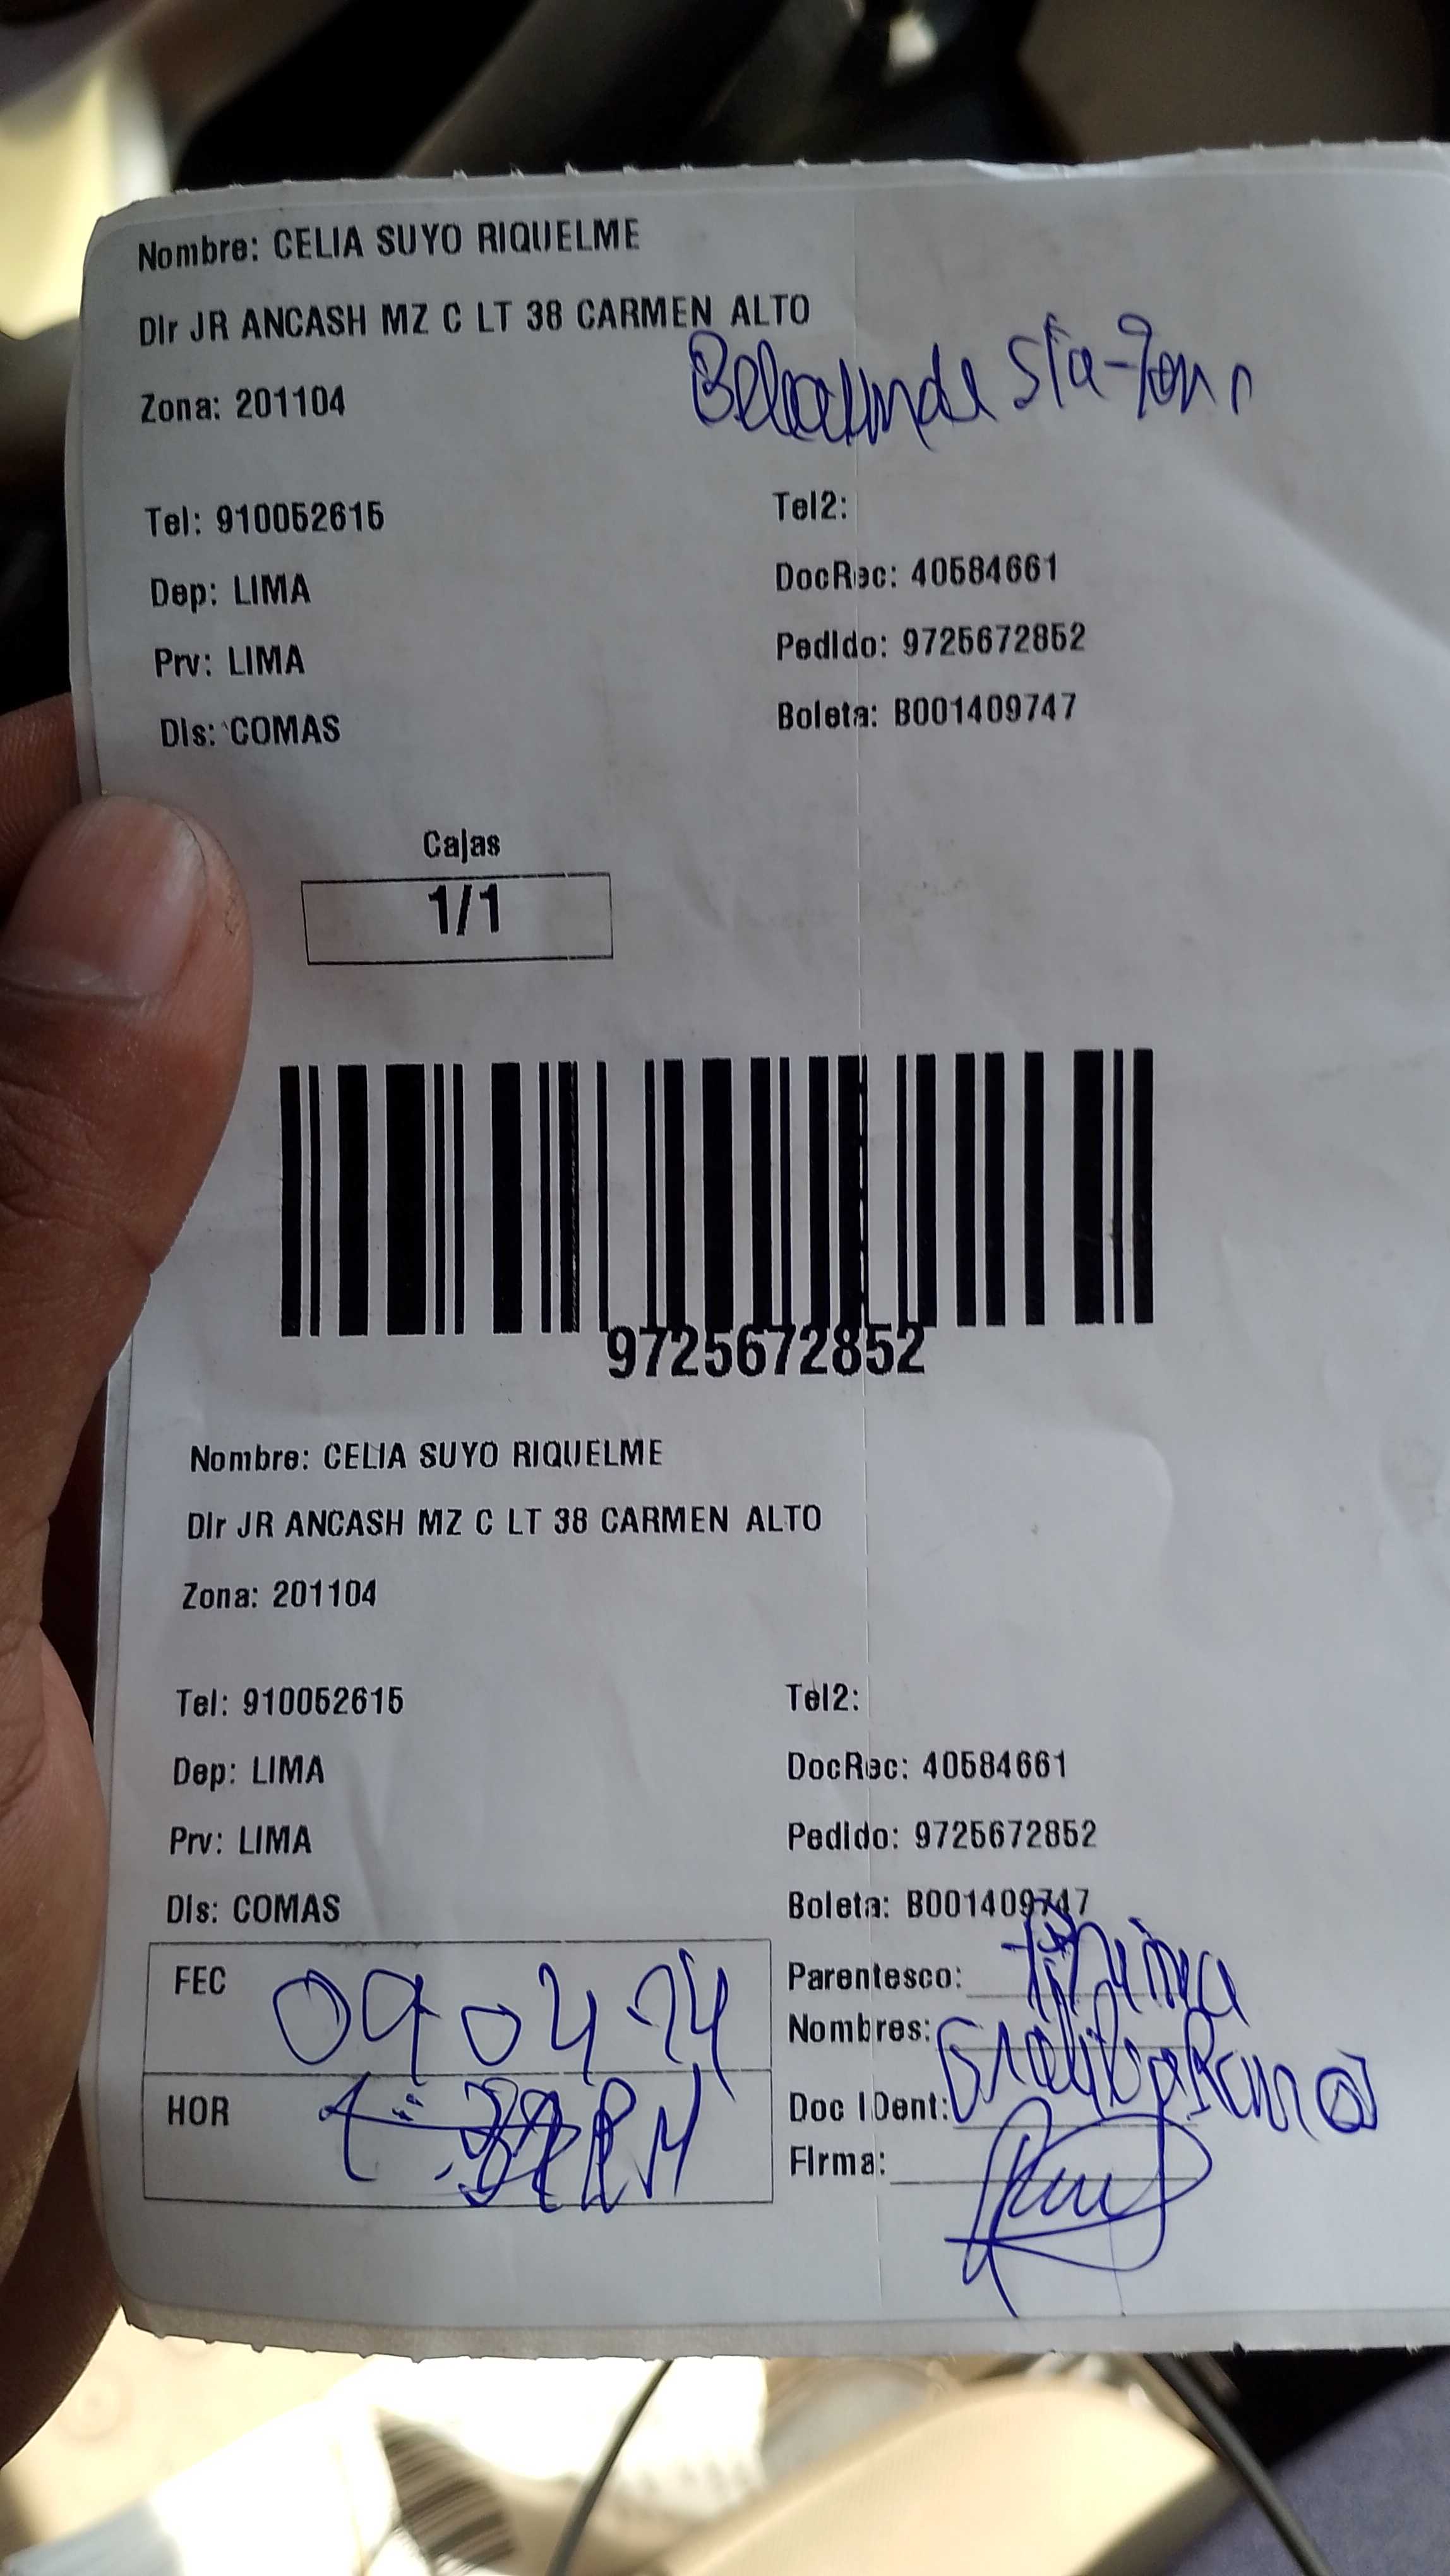 Nombre: CELIA SUYO RIQUELME
Dir JR ANCASH MZ C LT 38 CARMEN ALTO
Zona: 201104
Tel: 910052615
Tel2:
Dep: LIMA
DocRec: 40584661
Prv: LIMA
Pedido: 9725672852
Dis: COMAS
Boleta: B001409747
Cajas
1/1
9725672852
Nombre: CELIA SUYO RIQUELME
Dir JR ANCASH MZ C LT 38 CARMEN ALTO
Zona: 201104
Tel: 910052615
Tel2:
Dep: LIMA
DocRec: 40584661
Prv: LIMA
Pedido: 9725672852
Dis: COMAS
Boleta: B001409747
FEC 09 04 24
Parentesco:
Nombres:
HOR
Doc IDent:
Firma: